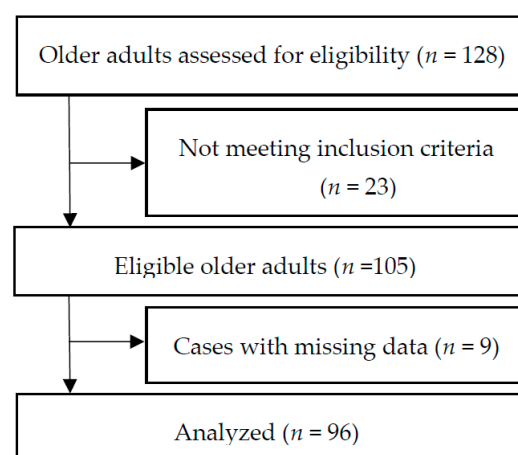 Older adults assessed for eligibility (n = 128)
Not meeting inclusion criteria
(n = 23)
Eligible older adults (n =105)
Cases with missing data (n = 9)
Analyzed (n = 96)